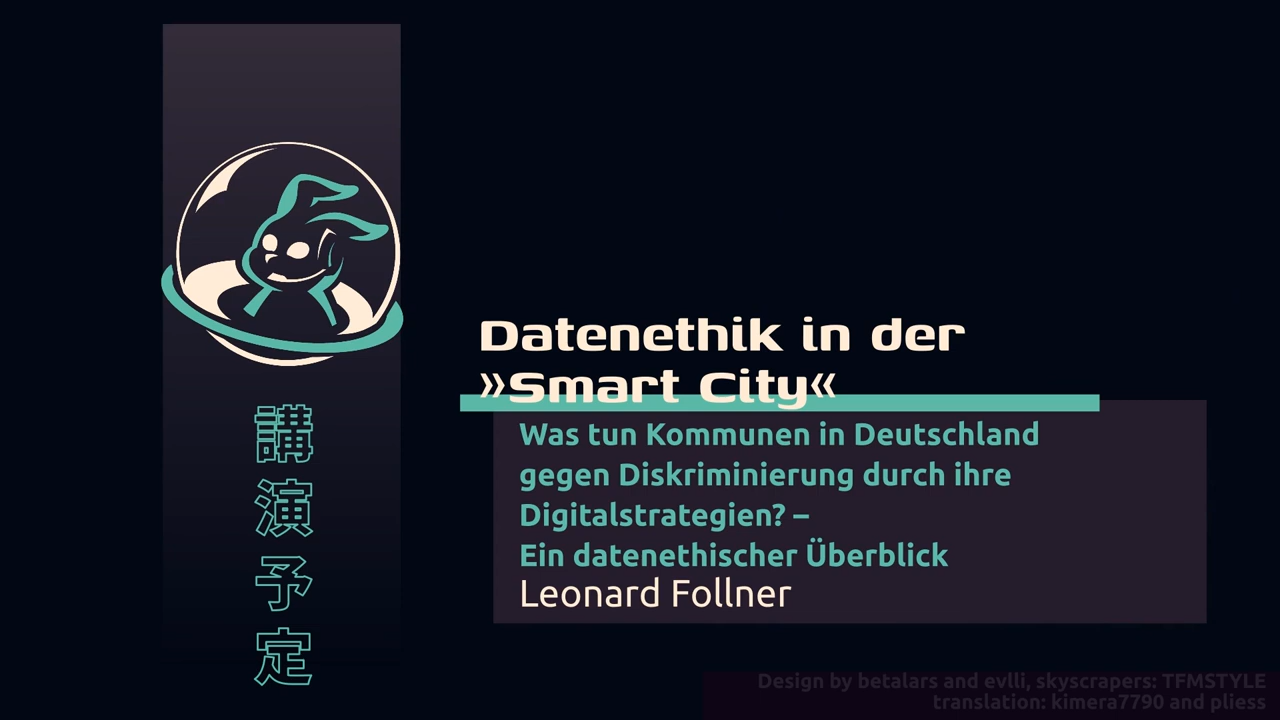 講演予定
Datenethik in der
»Smart City«
Was tun Kommunen in Deutschland
gegen Diskriminierung durch ihre
Digitalstrategien? –
Ein datenethischer Überblick
Leonard Follner
Design by betalars and evlli, skyscrapers: TFMSTYLE
translation: kimera7790 and pliess